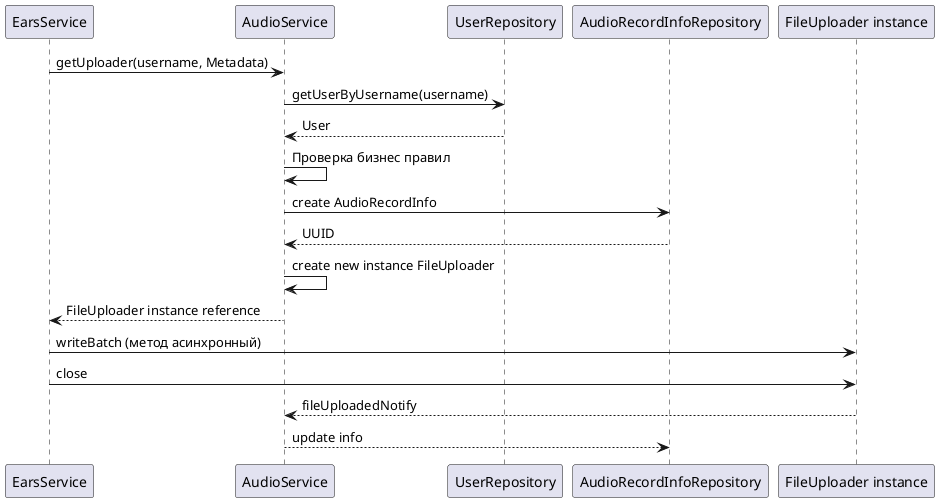 EarsService
AudioService
UserRepository
AudioRecordInfoRepository
FileUploader instance
getUploader(username, Metadata)
getUserByUsername(username)
User
Проверка бизнес правил
create AudioRecordInfo
UUID
create new instance FileUploader
FileUploader instance reference
writeBatch (метод асинхронный)
close
fileUploadedNotify
update info
EarsService
AudioService
UserRepository
AudioRecordInfoRepository
FileUploader instance